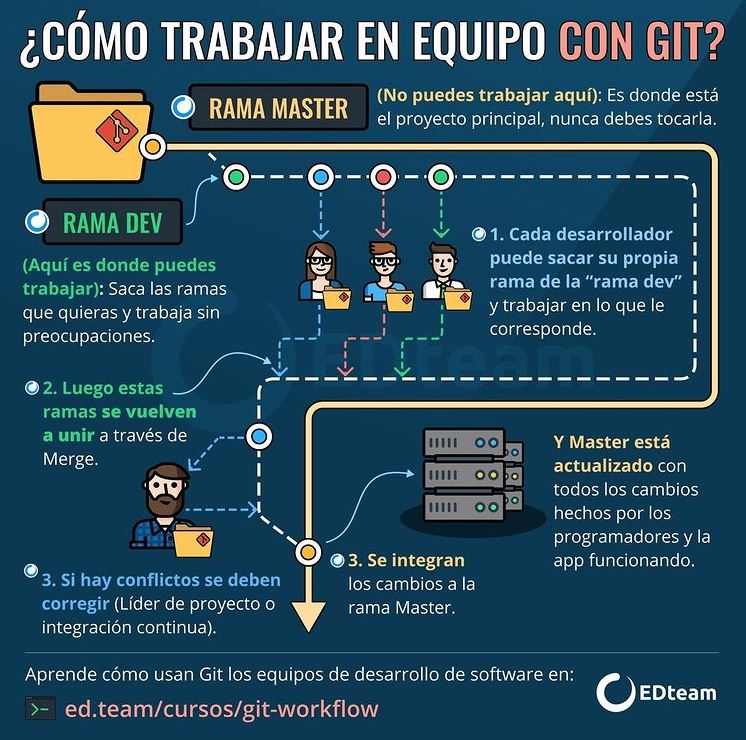 ¿CÓMO TRABAJAR EN EQUIPO CON GIT?
RAMA MASTER
(No puedes trabajar aquí): Es donde está
el proyecto principal, nunca debes tocarla.
RAMA DEV
(Aquí es donde puedes
trabajar): Saca las ramas
que quieras y trabaja sin
preocupaciones.
1. Cada desarrollador
puede sacar su propia
rama de la “rama dev”
y trabajar en lo que le
corresponde.
EDteam
2. Luego estas
ramas se vuelven
a unir a través de
Merge.
Y Master está
actualizado con
todos los cambios
hechos por los
programadores y la
app funcionando.
3. Si hay conflictos se deben
corregir (Líder de proyecto o
integración continua).
3. Se integran
los cambios a la
rama Master.
Aprende cómo usan Git los equipos de desarrollo de software en:
>- ed.team/cursos/git-workflow
EDteam